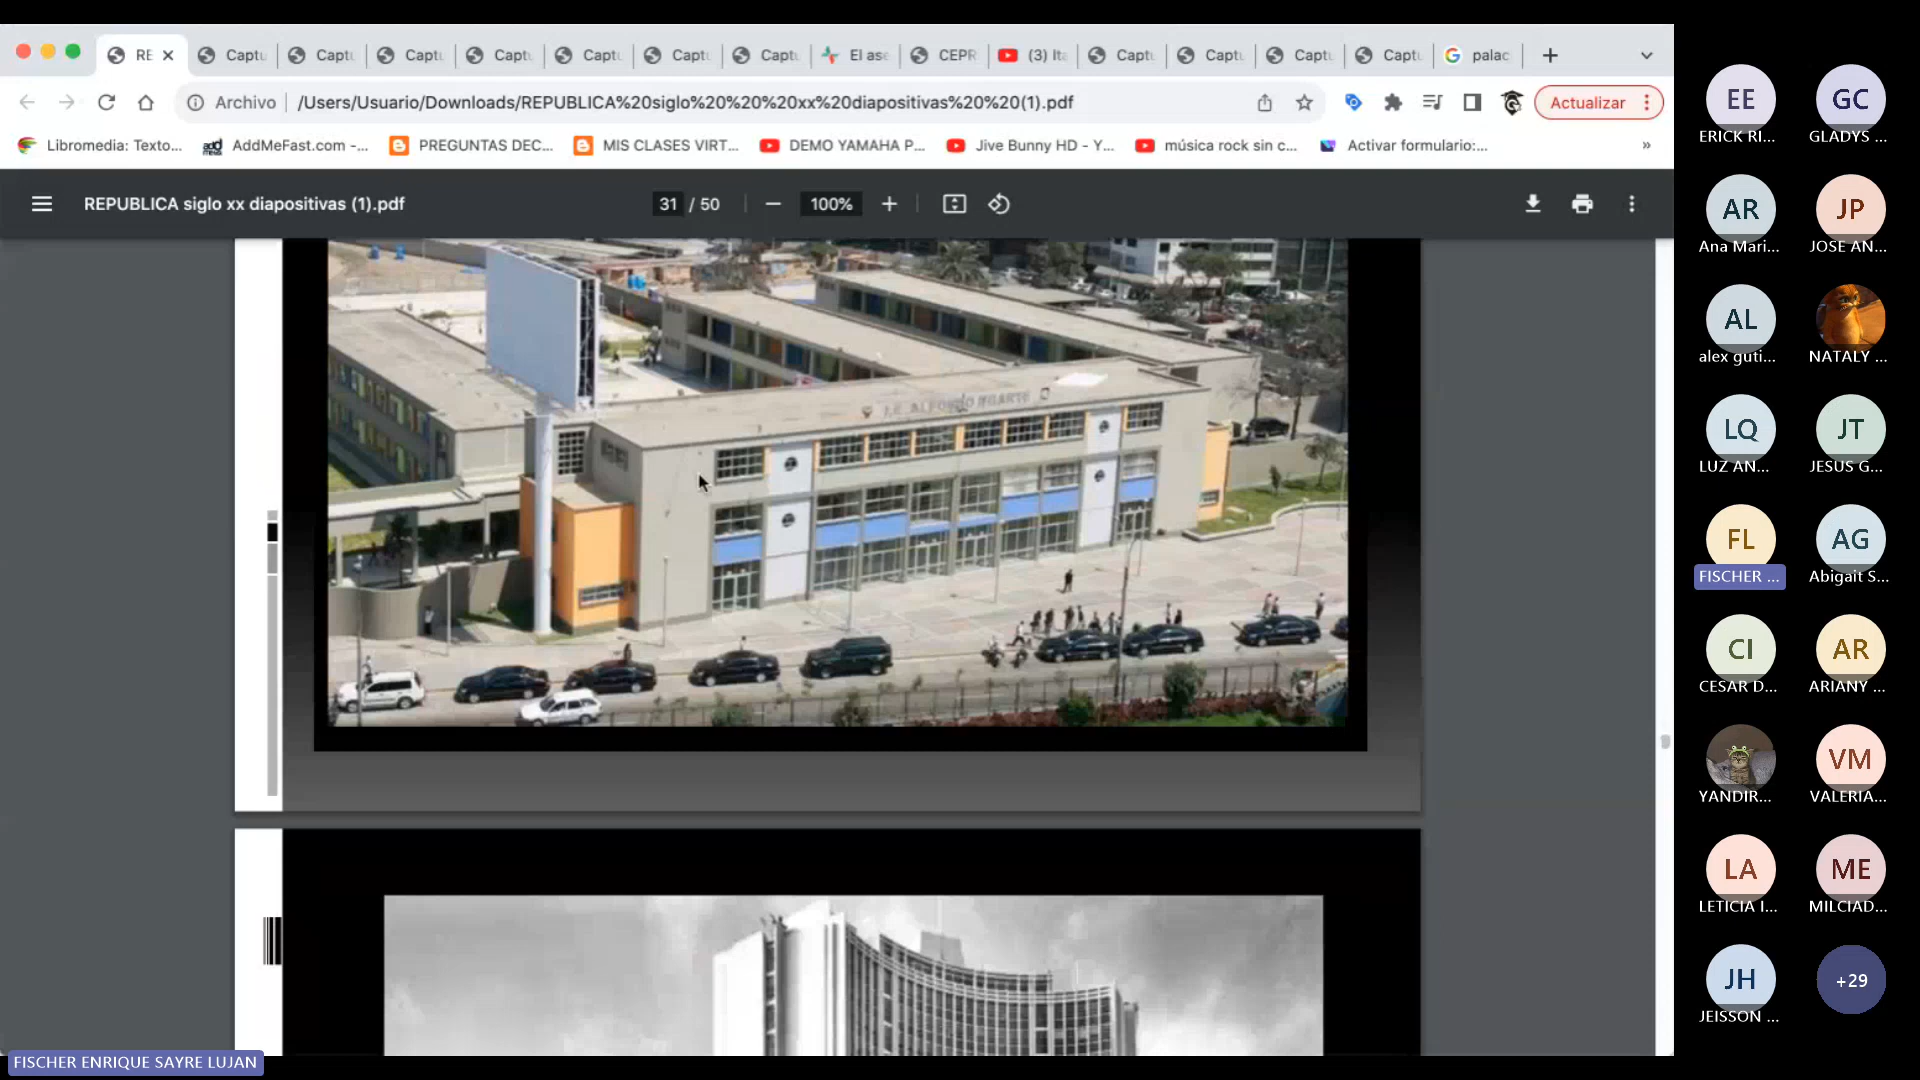 RE
Captu
Captu
Captu
Captu
Captu
Captu
Captu
El ase
CEPR
(3) Ita
Captu
Captu
Captu
Captu
palac
Archivo
/Users/Usuario/Downloads/REPUBLICA%20siglo%20%20%20xx%20diapositivas%20%20(1).pdf
Actualizar
Libromedia: Texto...
AddMeFast.com -...
PREGUNTAS DEC...
MIS CLASES VIRT...
DEMO YAMAHA P...
Jive Bunny HD - Y...
música rock sin c...
Activar formulario:...
»
REPUBLICA siglo xx diapositivas (1).pdf
31 / 50
100%
I.E. ALFONSO UGARTE
EE
ERICK RI...
GC
GLADYS ...
AR
Ana Mari...
JP
JOSE AN...
AL
alex guti...
NATALY ...
LQ
LUZ AN...
JT
JESUS G...
FL
FISCHER ...
AG
Abigait S...
CI
CESAR D...
AR
ARIANY ...
YANDIR...
VM
VALERIA...
LA
LETICIA I...
ME
MILCIAD...
JH
JEISSON ...
+29
FISCHER ENRIQUE SAYRE LUJAN